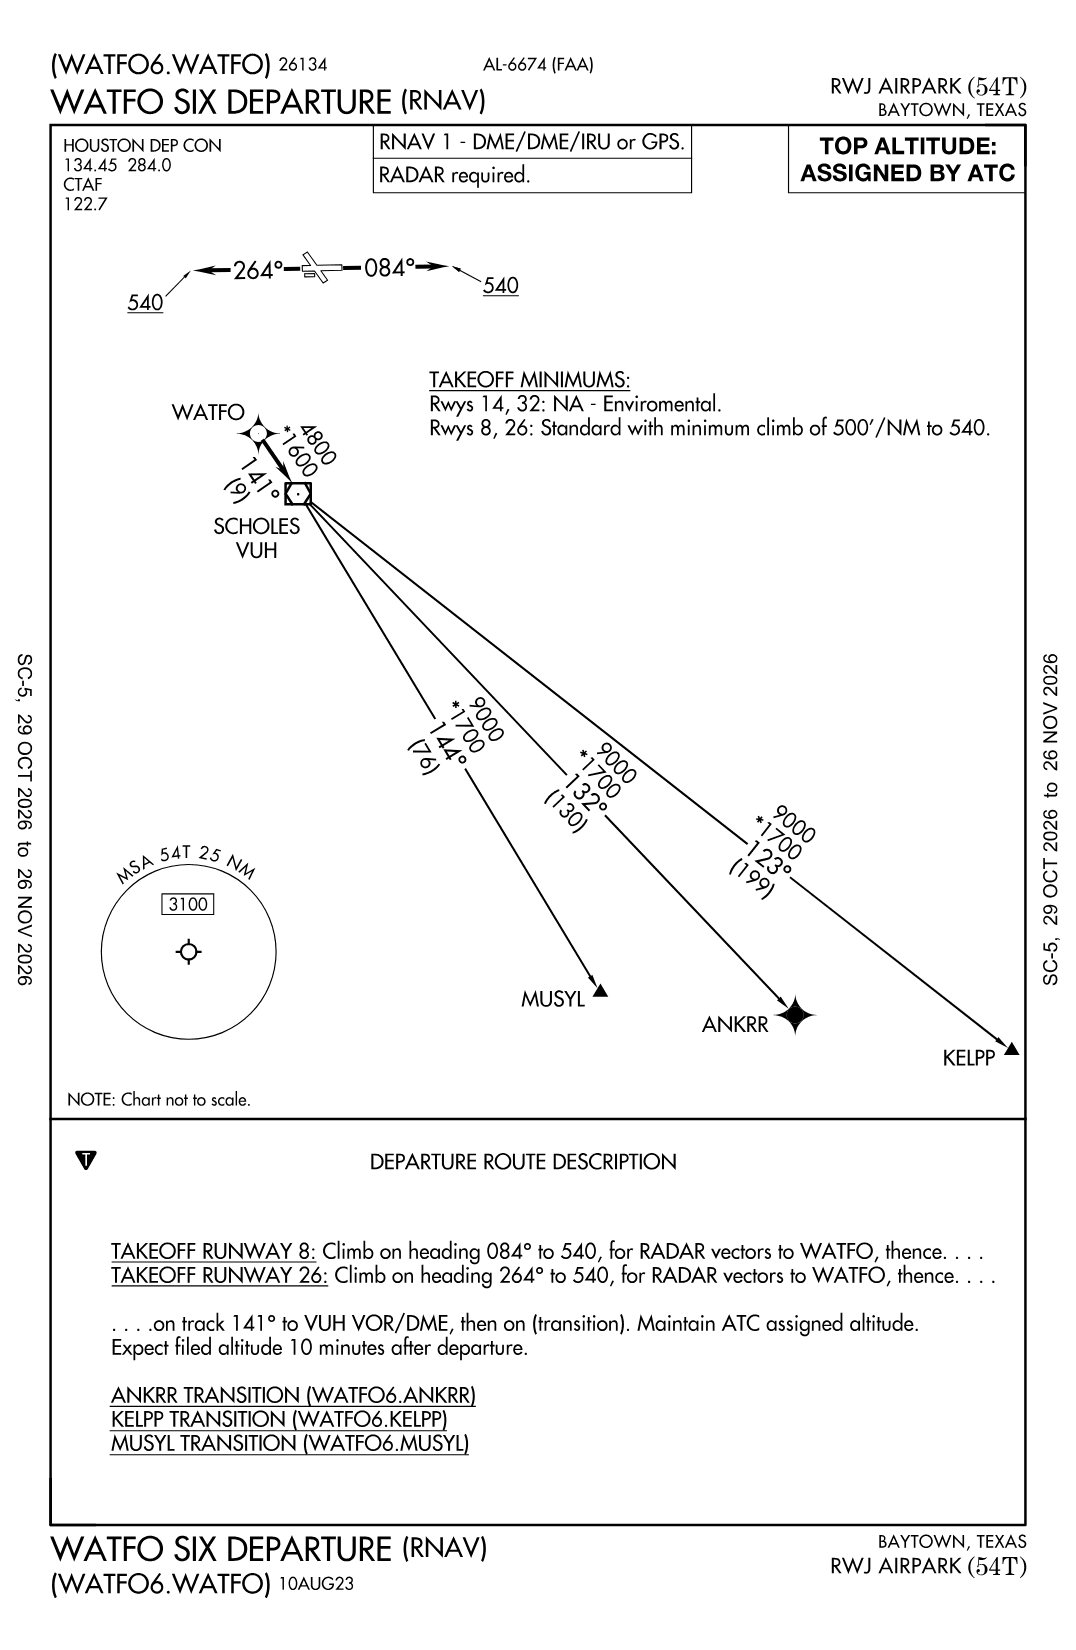 (WATFO6.WATFO) 26134
AL-6674 (FAA)
WATFO SIX DEPARTURE (RNAV)
RWJ AIRPARK (54T)
BAYTOWN, TEXAS
HOUSTON DEP CON
134.45 284.0
CTAF
122.7
RNAV 1 - DME/DME/IRU or GPS.
RADAR required.
TOP ALTITUDE:
ASSIGNED BY ATC
264°
084°
540
540
TAKEOFF MINIMUMS:
Rwys 14, 32: NA - Enviromental.
Rwys 8, 26: Standard with minimum climb of 500'/NM to 540.
WATFO
4800
*1600
141°
(9)
SCHOLES
VUH
9000
*1700
144°
(76)
9000
*1700
132°
(130)
9000
*1700
123°
(199)
MSA 54T 25 NM
3100
MUSYL
ANKRR
KELPP
NOTE: Chart not to scale.
SC-5, 29 OCT 2026 to 26 NOV 2026
SC-5, 29 OCT 2026 to 26 NOV 2026
T
DEPARTURE ROUTE DESCRIPTION
TAKEOFF RUNWAY 8: Climb on heading 084° to 540, for RADAR vectors to WATFO, thence. . . .
TAKEOFF RUNWAY 26: Climb on heading 264° to 540, for RADAR vectors to WATFO, thence. . . .
. . . .on track 141° to VUH VOR/DME, then on (transition). Maintain ATC assigned altitude.
Expect filed altitude 10 minutes after departure.
ANKRR TRANSITION (WATFO6.ANKRR)
KELPP TRANSITION (WATFO6.KELPP)
MUSYL TRANSITION (WATFO6.MUSYL)
WATFO SIX DEPARTURE (RNAV)
(WATFO6.WATFO) 10AUG23
BAYTOWN, TEXAS
RWJ AIRPARK (54T)